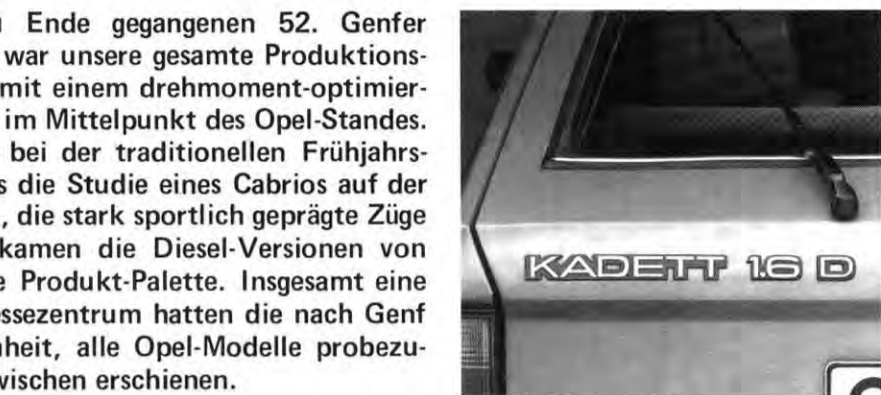 Ende gegangenen 52. Genfer
war unsere gesamte Produktions-
mit einem drehmoment-optimier-
im Mittelpunkt des Opel-Standes.
bei der traditionellen Frühjahrs-
s die Studie eines Cabrios auf der
, die stark sportlich geprägte Züge
kamen die Diesel-Versionen von
e Produkt-Palette. Insgesamt eine
essezentrum hatten die nach Genf
nheit, alle Opel-Modelle probezu-
wischen erschienen.
KADETT 1.6 D